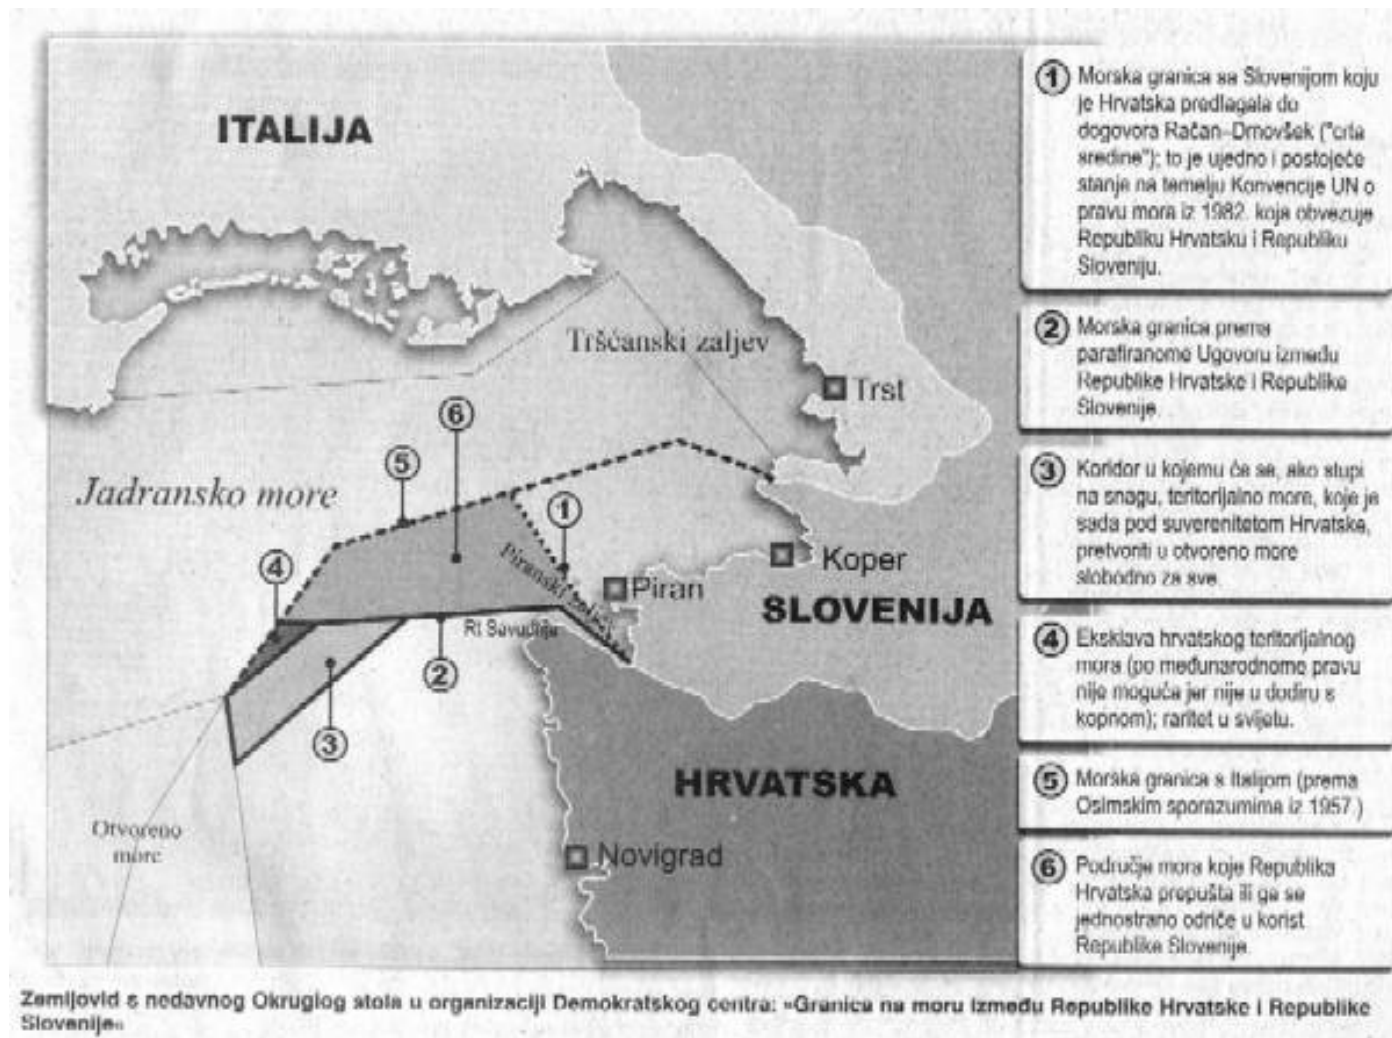 ITALIJA
Tršćanski zaljev
Trst
6
5
Jadransko more
1
Piranski zaljev
4
Koper
Piran
SLOVENIJA
Rt Savudrija
2
3
HRVATSKA
Otvoreno
more
Novigrad
1 Morska granica sa Slovenijom koju
je Hrvatska predlagala do
dogovora Račan–Drnovšek ("crta
sredine"); to je ujedno i postojeće
stanje na temelju Konvencije UN o
pravu mora iz 1982. koja obvezuje
Republiku Hrvatsku i Republiku
Sloveniju.
2 Morska granica prema
parafiranome Ugovoru između
Republike Hrvatske i Republike
Slovenije.
3 Koridor u kojemu će se, ako stupi
na snagu, teritorijalno more, koje je
sada pod suverenitetom Hrvatske,
pretvoriti u otvoreno more
slobodno za sve.
4 Eksklava hrvatskog teritorijalnog
mora (po međunarodnome pravu
nije moguća jer nije u dodiru s
kopnom); raritet u svijetu.
5 Morska granica s Italijom (prema
Osimskim sporazumima iz 1957.)
6 Područje mora koje Republika
Hrvatska prepušta ili ga se
jednostrano odriče u korist
Republike Slovenije.
Zemljovid s nedavnog Okruglog stola u organizaciji Demokratskog centra: »Granica na moru između Republike Hrvatske i Republike
Slovenije«